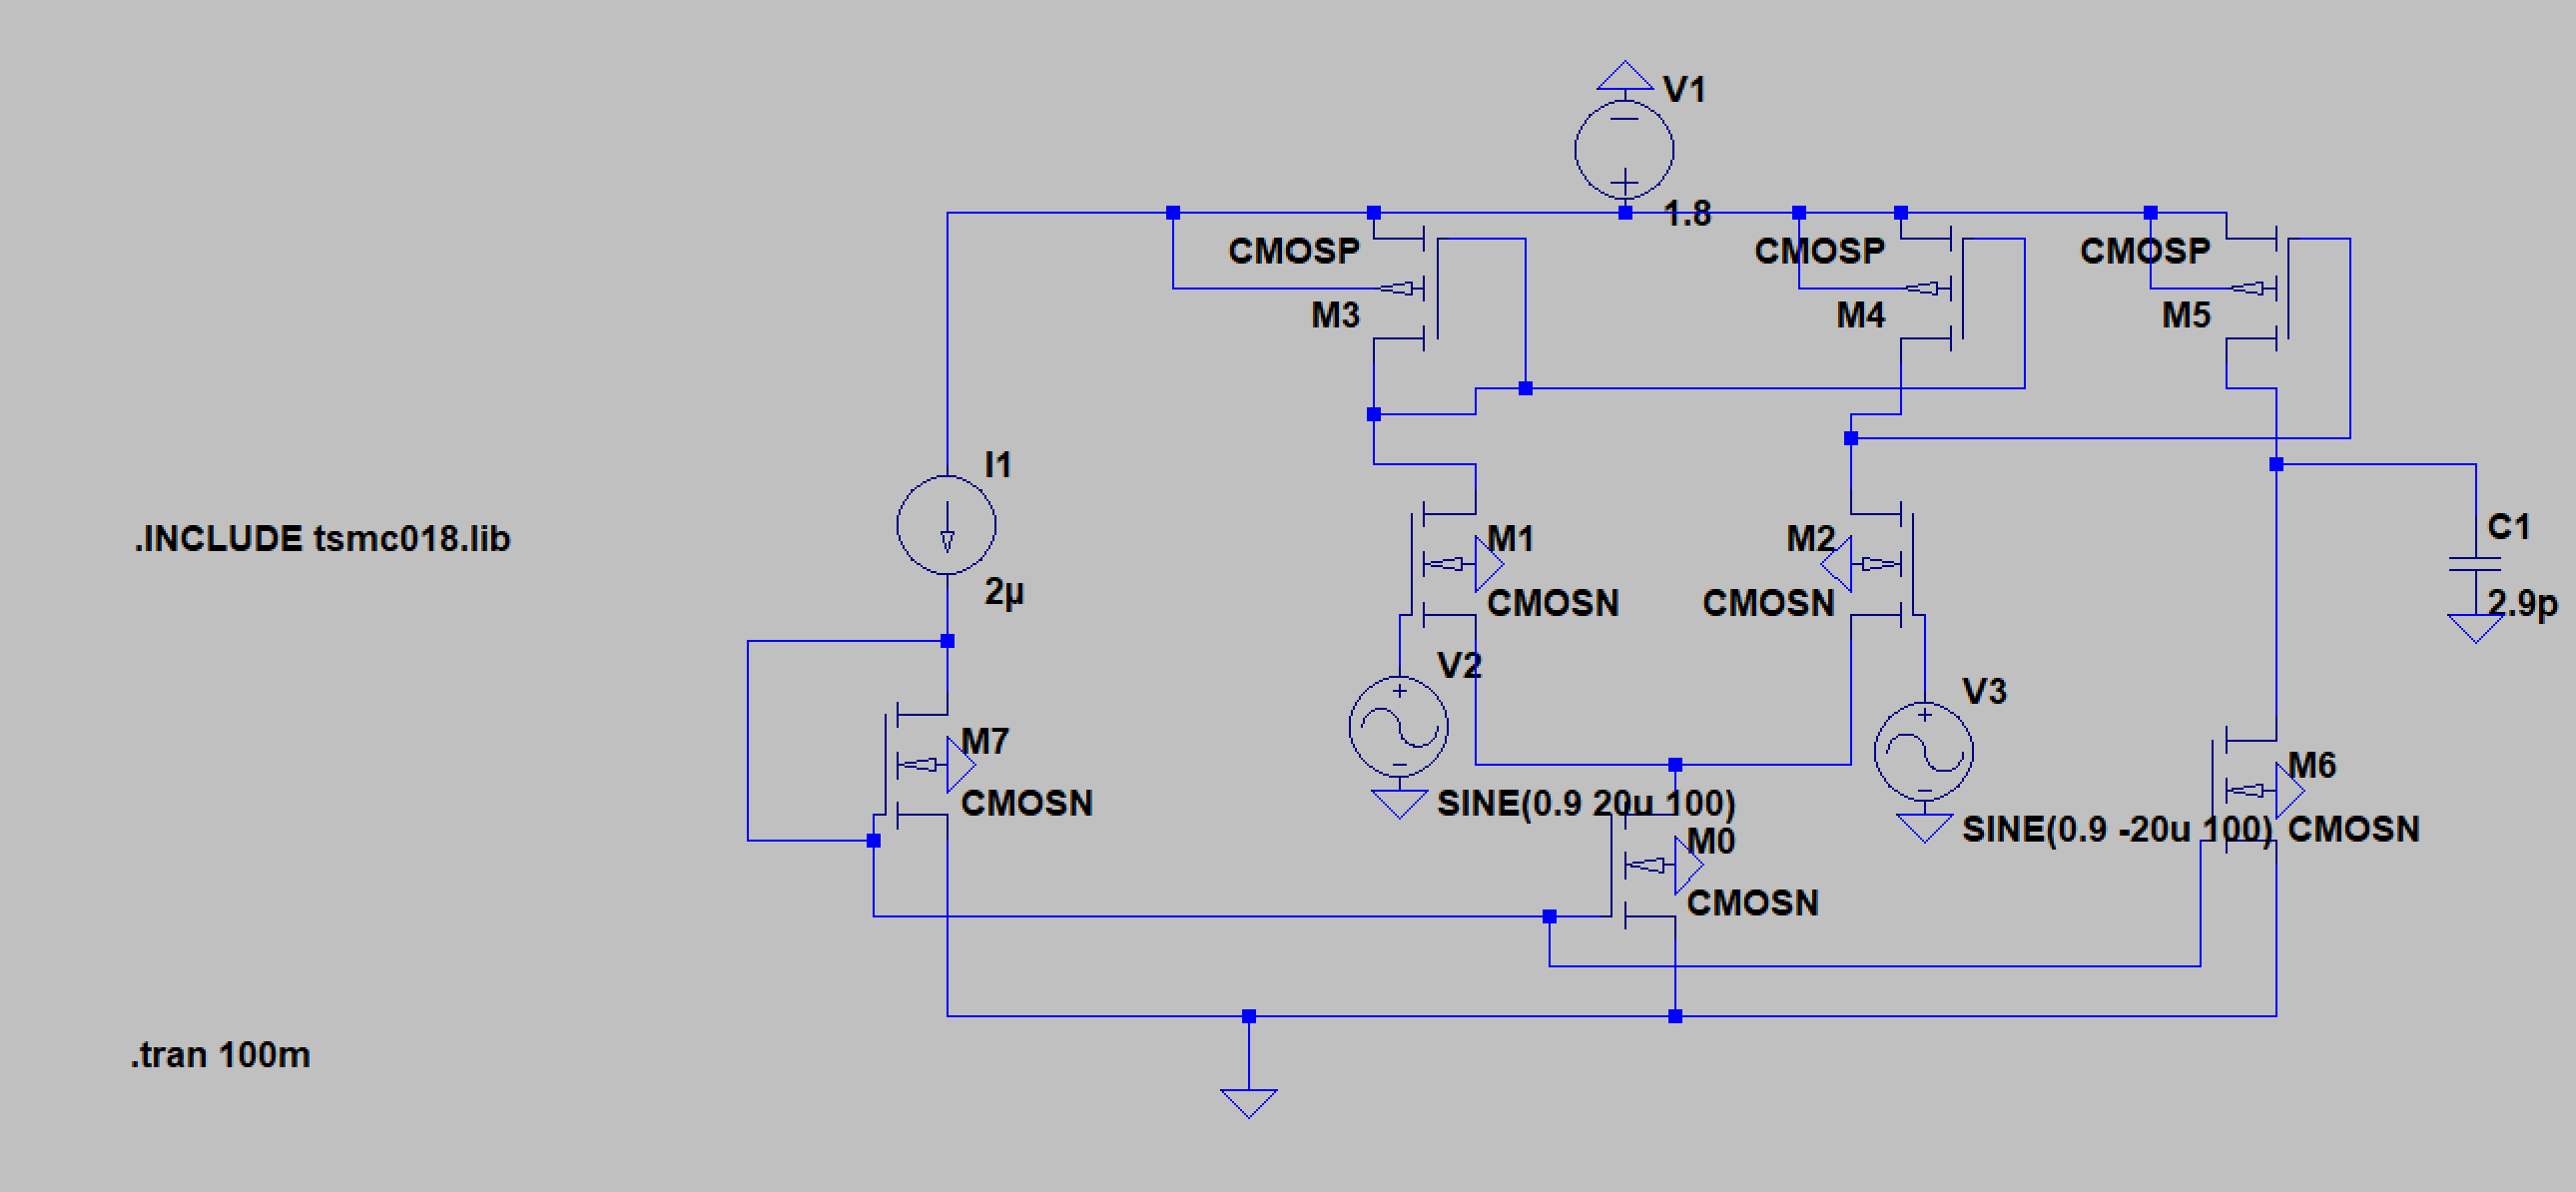 V1
1.8
CMOSP
M3
CMOSP
M4
CMOSP
M5
I1
2µ
.INCLUDE tsmc018.lib
M1
CMOSN
M2
CMOSN
C1
2.9p
V2
SINE(0.9 20u 100)
V3
SINE(0.9 -20u 100)
M7
CMOSN
M6
CMOSN
M0
CMOSN
.tran 100m